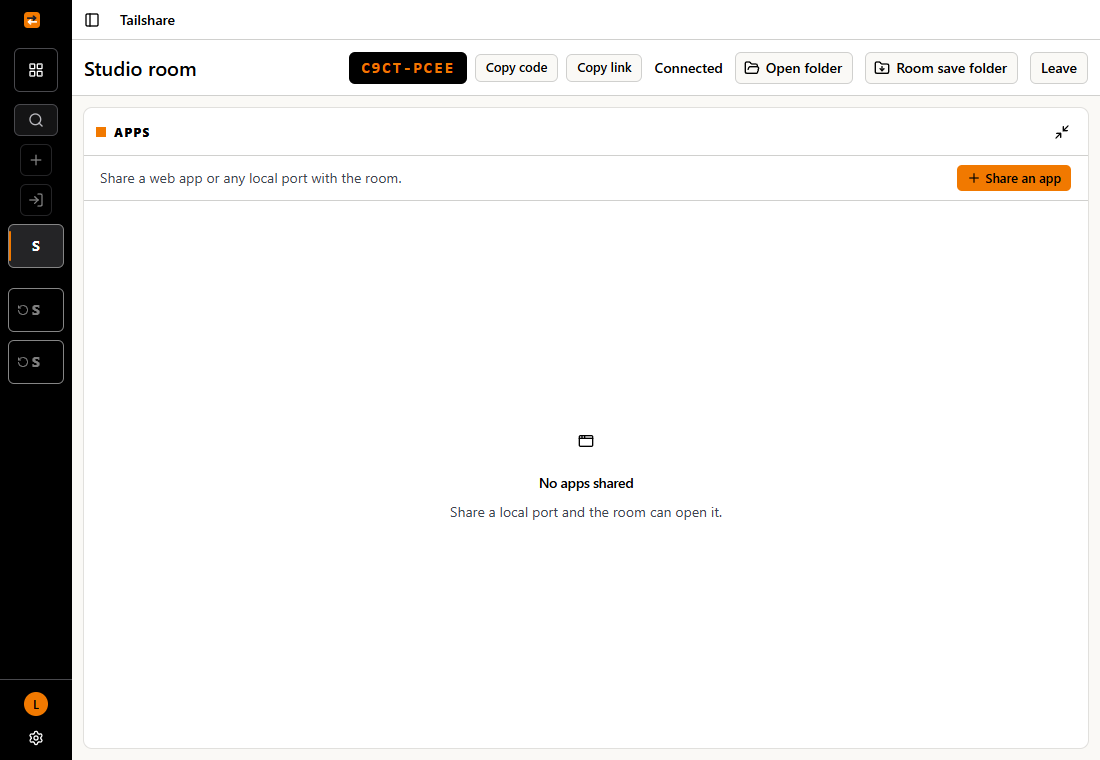 Tailshare
Studio room
C9CT-PCEE
Copy code
Copy link
Connected
Open folder
Room save folder
Leave
APPS
Share a web app or any local port with the room.
Share an app
S
S
S
No apps shared
Share a local port and the room can open it.
L